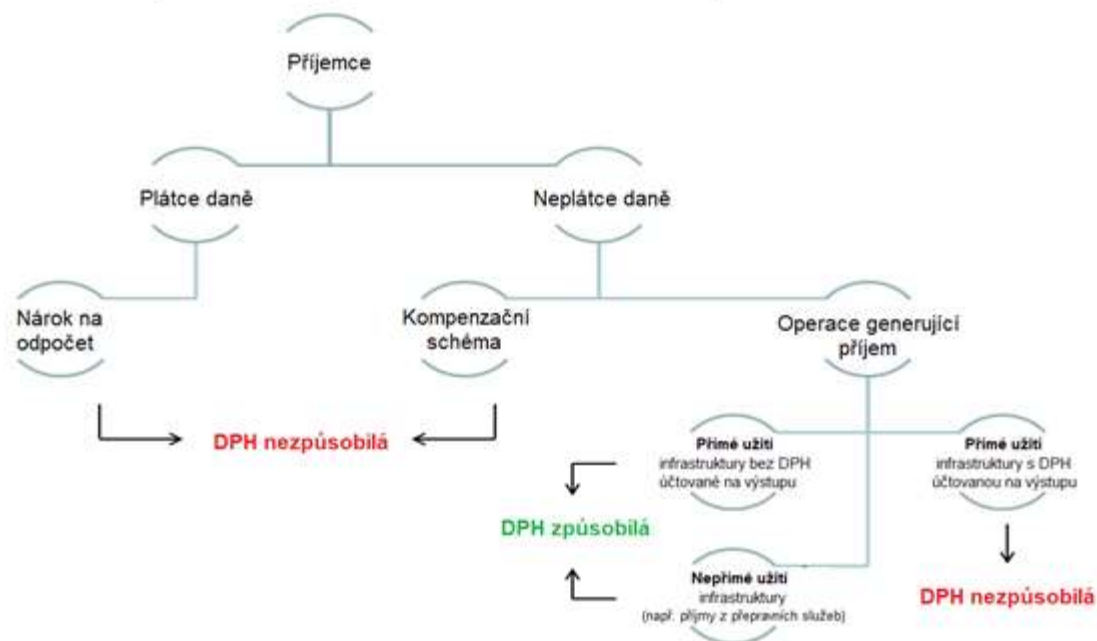 Příjemce
Plátce daně
Neplátce daně
Nárok na
odpočet
Kompenzační
schéma
Operace generující
příjem
DPH nezpůsobilá
Přímé užití
infrastruktury bez DPH
účtované na výstupu
Přímé užití
infrastruktury s DPH
účtovanou na výstupu
DPH způsobilá
Nepřímé užití
infrastruktury
(např. příjmy z přepravních služeb)
DPH nezpůsobilá